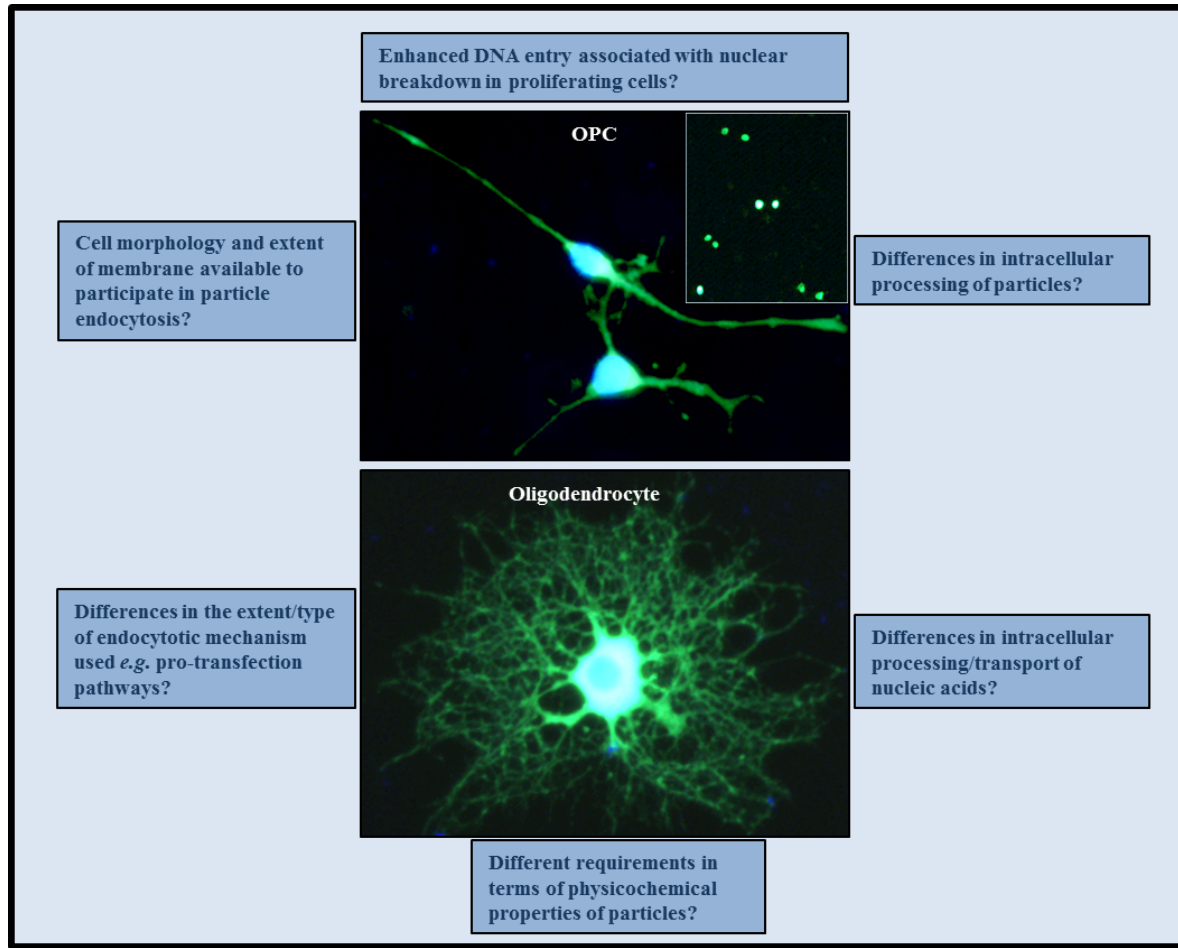 Enhanced DNA entry associated with nuclear
breakdown in proliferating cells?
OPC
Cell morphology and extent
of membrane available to
participate in particle
endocytosis?
Differences in intracellular
processing of particles?
Oligodendrocyte
Differences in the extent/type
of endocytotic mechanism
used e.g. pro-transfection
pathways?
Differences in intracellular
processing/transport of
nucleic acids?
Different requirements in
terms of physicochemical
properties of particles?